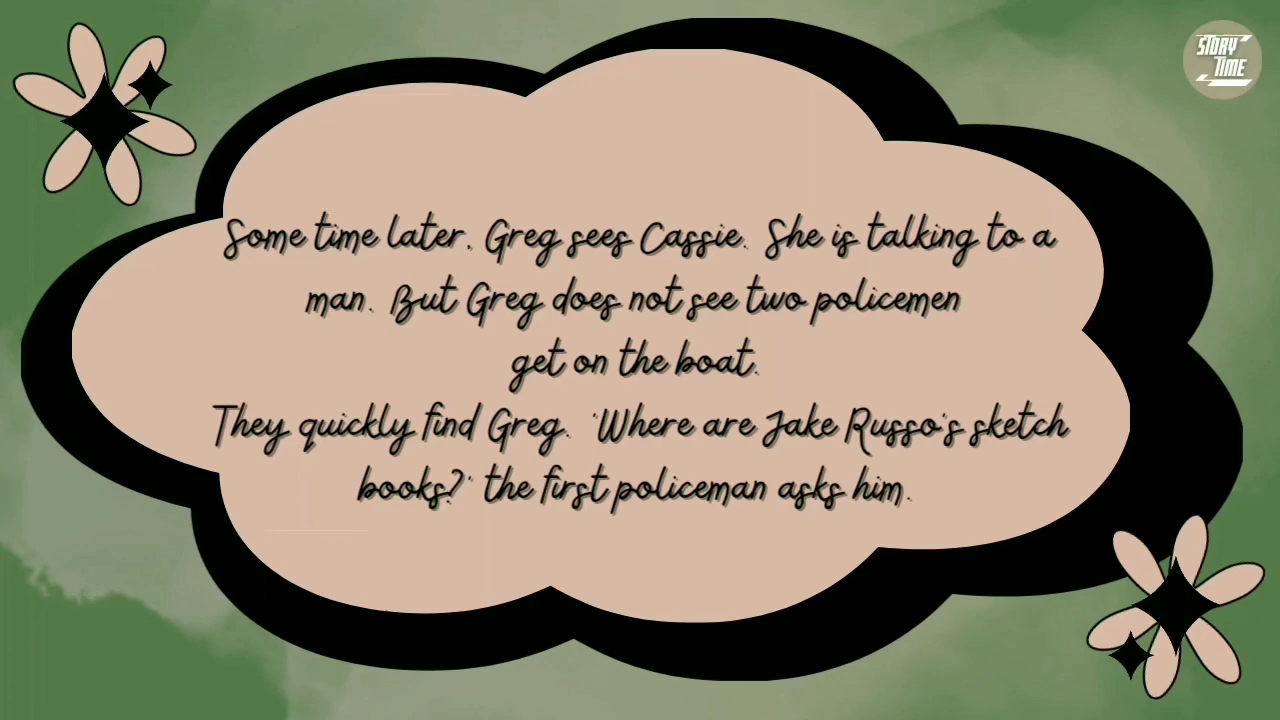 STORY
TIME
Some time later, Greg sees Cassie. She is talking to a
man. But Greg does not see two policemen
get on the boat.
They quickly find Greg. 'Where are Jake Russo's sketch
books?' the first policeman asks him.